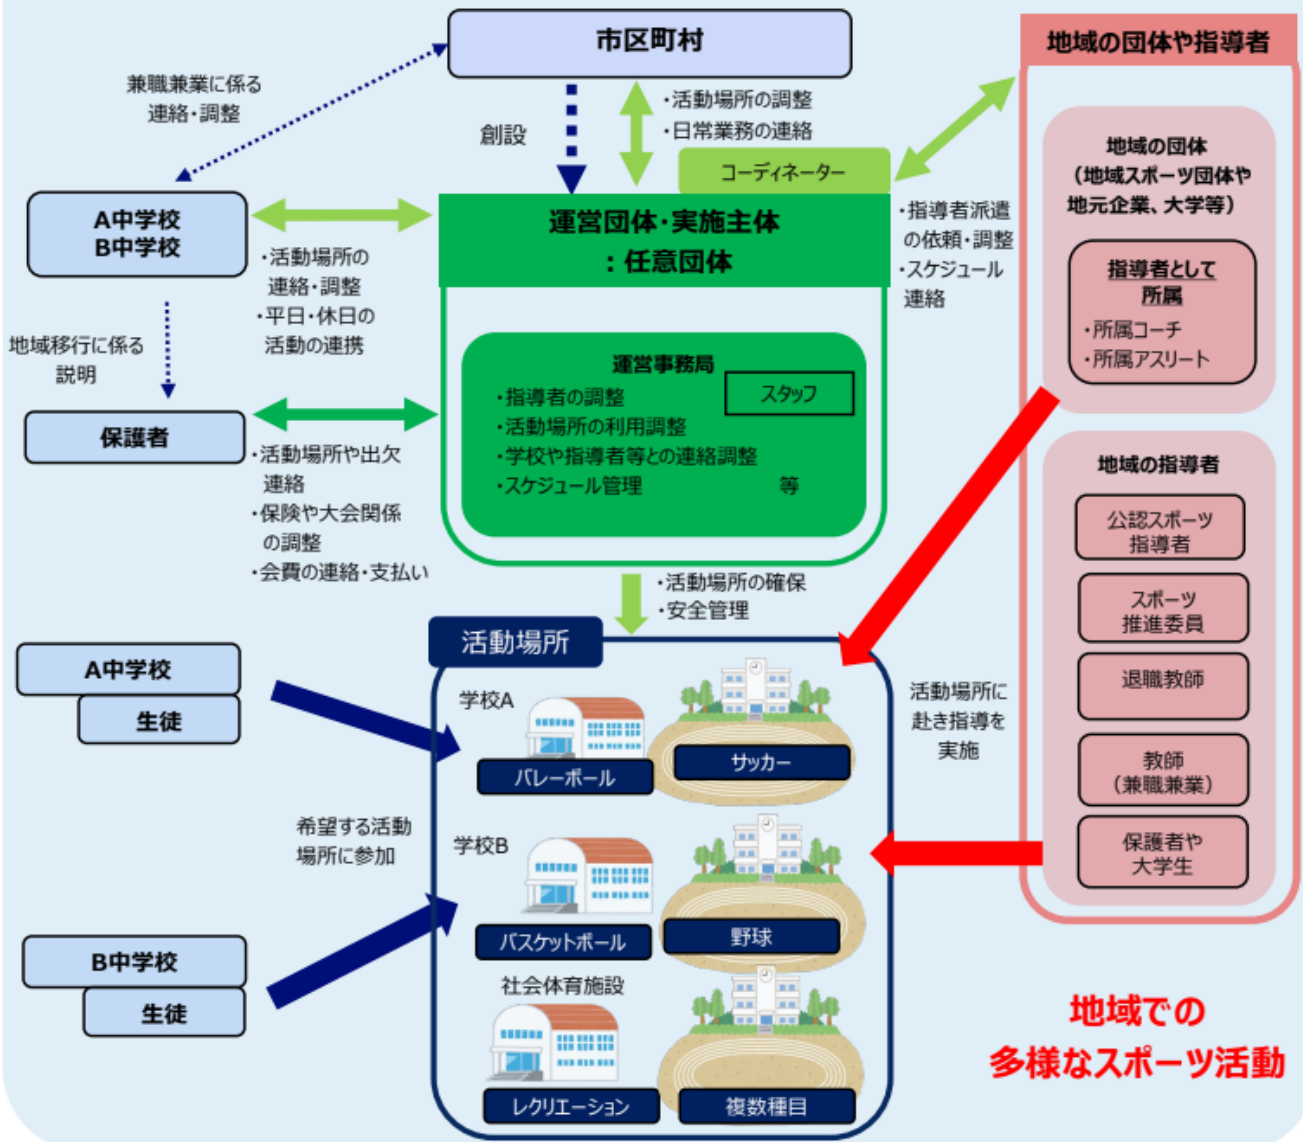 市区町村
地域の団体や指導者
兼職兼業に係る
連絡・調整
創設
・活動場所の調整
・日常業務の連絡
コーディネーター
地域の団体
（地域スポーツ団体や
地元企業、大学等）
指導者として
所属
・所属コーチ
・所属アスリート
A中学校
B中学校
・活動場所の
連絡・調整
・平日・休日の
活動の連携
運営団体・実施主体
：任意団体
・指導者派遣
の依頼・調整
・スケジュール
連絡
地域移行に係る
説明
運営事務局
スタッフ
・指導者の調整
・活動場所の利用調整
・学校や指導者等との連絡調整
・スケジュール管理　等
保護者
・活動場所や出欠
連絡
・保険や大会関係
の調整
・会費の連絡・支払い
地域の指導者
公認スポーツ
指導者
スポーツ
推進委員
退職教師
教師
（兼職兼業）
保護者や
大学生
・活動場所の確保
・安全管理
活動場所
A中学校
生徒
学校A
バレーボール
サッカー
活動場所に
赴き指導を
実施
希望する活動
場所に参加
学校B
バスケットボール
野球
B中学校
生徒
社会体育施設
レクリエーション
複数種目
地域での
多様なスポーツ活動